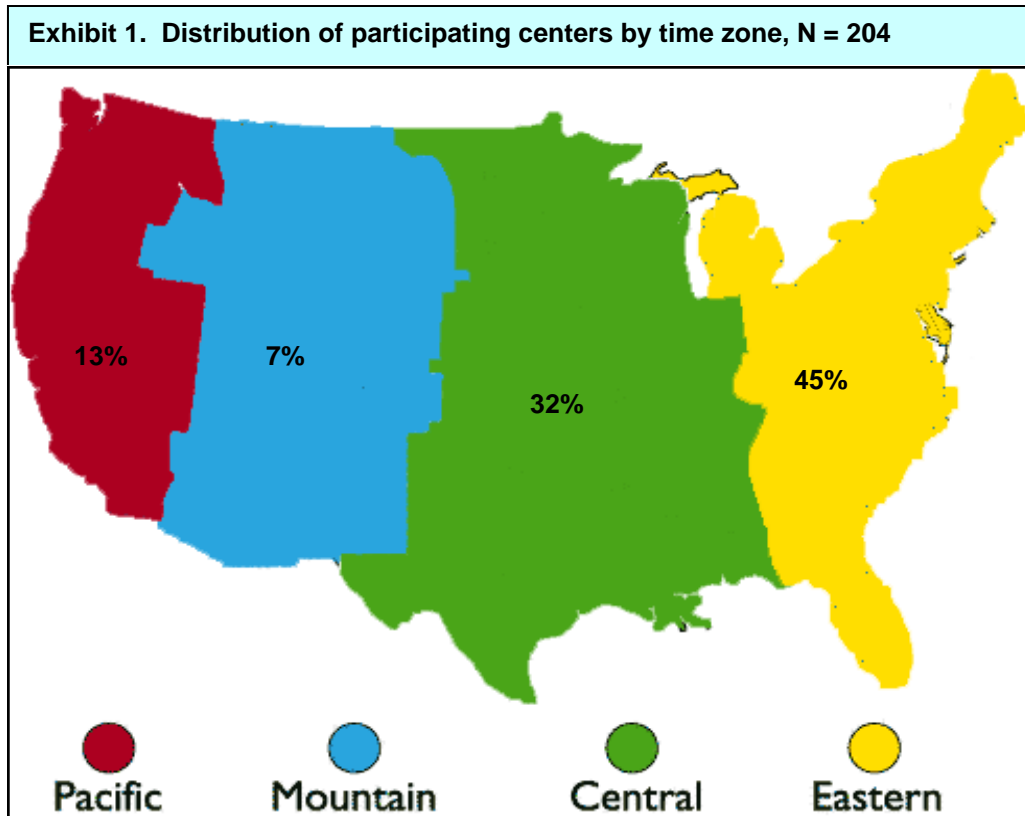 Exhibit 1. Distribution of participating centers by time zone, N = 204
13%
7%
32%
45%
Pacific
Mountain
Central
Eastern